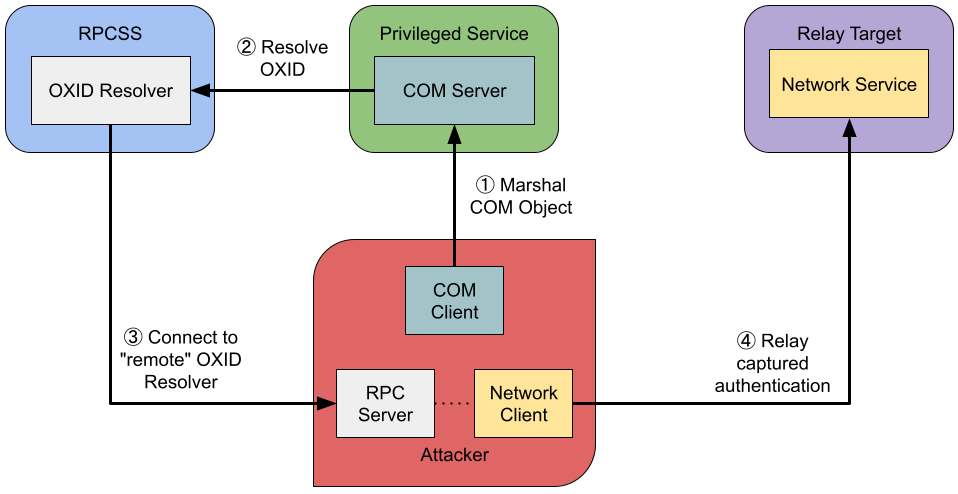 RPCSS
OXID Resolver
② Resolve
OXID
Privileged Service
COM Server
Relay Target
Network Service
① Marshal
COM Object
COM
Client
③ Connect to
"remote" OXID
Resolver
RPC
Server
Network
Client
Attacker
④ Relay
captured
authentication